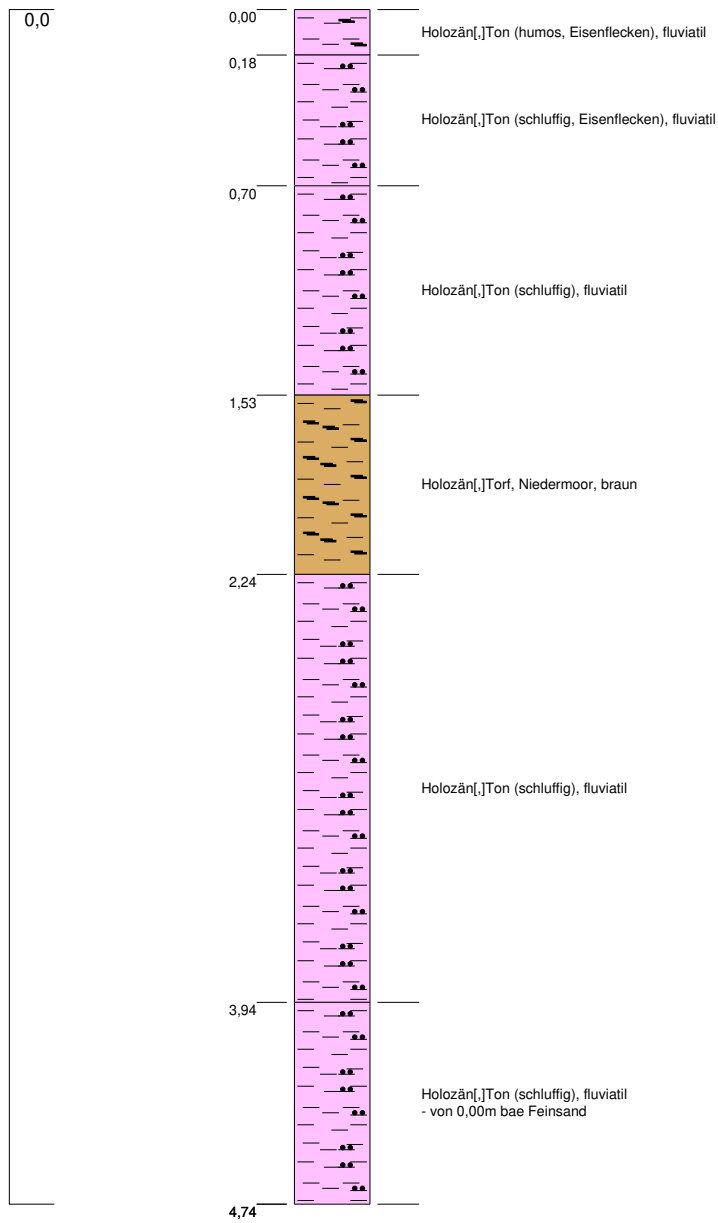 0,0
0,00
Holozän[,]Ton (humos, Eisenflecken), fluviatil
0,18
Holozän[,]Ton (schluffig, Eisenflecken), fluviatil
0,70
Holozän[,]Ton (schluffig), fluviatil
1,53
Holozän[,]Torf, Niedermoor, braun
2,24
Holozän[,]Ton (schluffig), fluviatil
3,94
Holozän[,]Ton (schluffig), fluviatil
- von 0,00m bae Feinsand
4,74